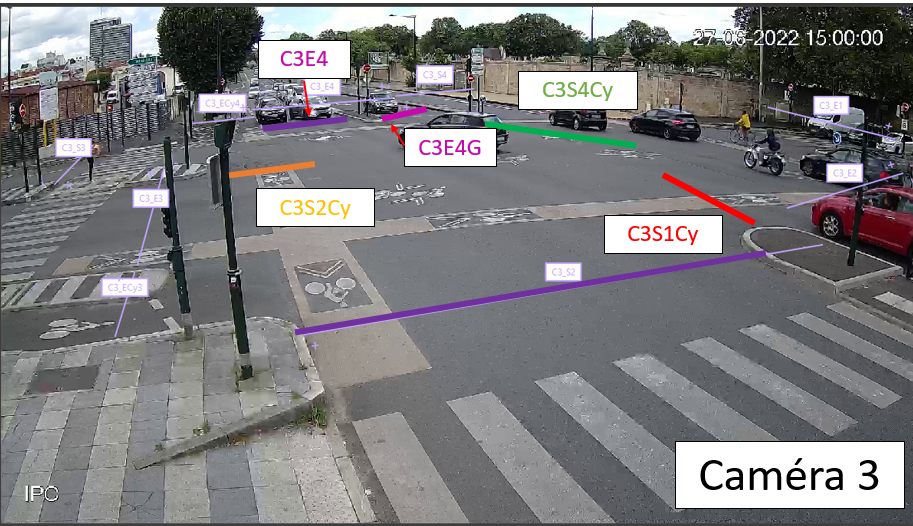 27-06-2022 15:00:00
C3E4
C3_S4
C3_E4
C3S4Cy
C3_ECy4
C3_E1
C3_S3
C3E4G
C3_E2
C3_E3
C3S2Cy
C3S1Cy
C3_S2
C3_ECy3
Caméra 3
IPC